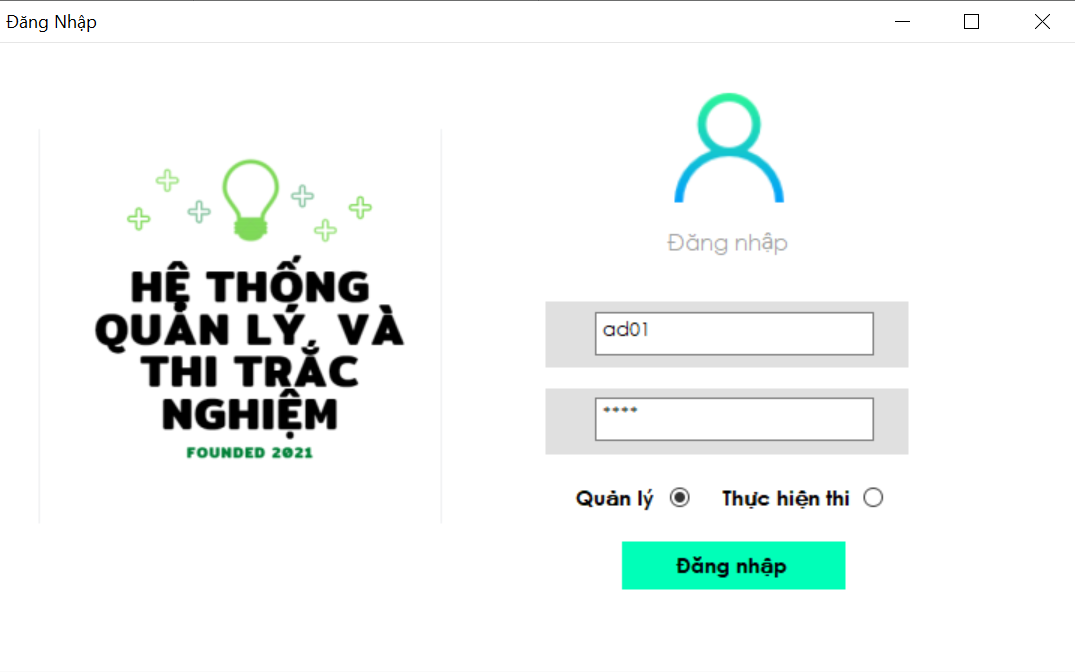 Đăng Nhập
HỆ THỐNG
QUẢN LÝ, VÀ
THI TRẮC
NGHIỆM
FOUNDED 2021
Đăng nhập
ad01
****
Quản lý Thực hiện thi
Đăng nhập